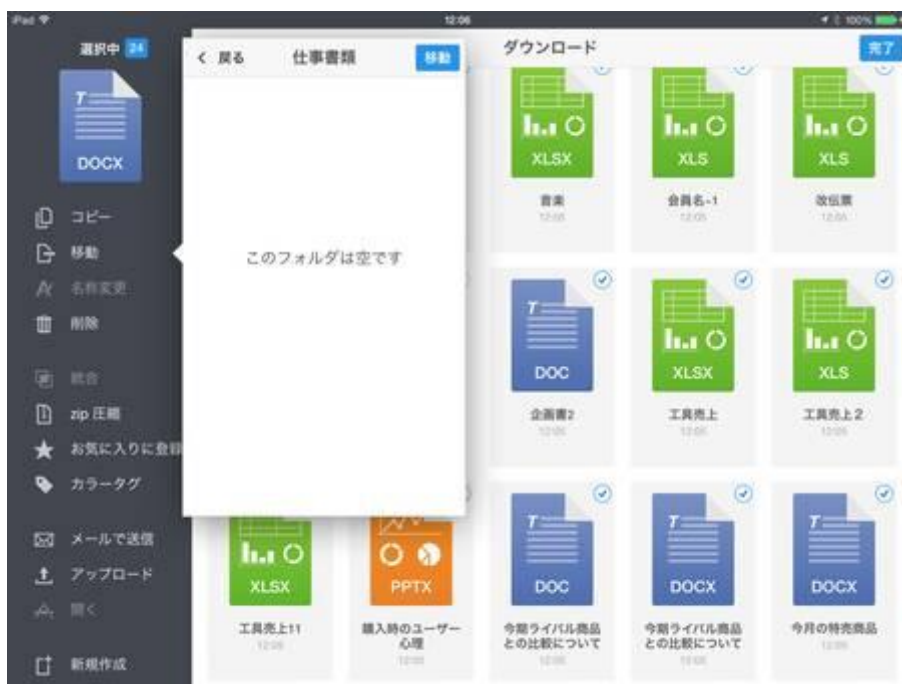 iPad
12:06
100%
選択中 24
DOCX
コピー
移動
名称変更
削除
統合
zip 圧縮
お気に入りに登録
カラータグ
メールで送信
アップロード
開く
新規作成
戻る
仕事書類
移動
このフォルダは空です
ダウンロード
完了
XLSX
XLS
XLS
音楽
会員名-1
改伝票
12:05
12:05
12:05
DOC
XLSX
XLS
企画書2
工具売上
工具売上2
12:05
12:05
12:05
XLSX
PPTX
DOC
DOCX
DOCX
工具売上11
購入時のユーザー
心理
今期ライバル商品
との比較について
今期ライバル商品
との比較について
今月の特売商品